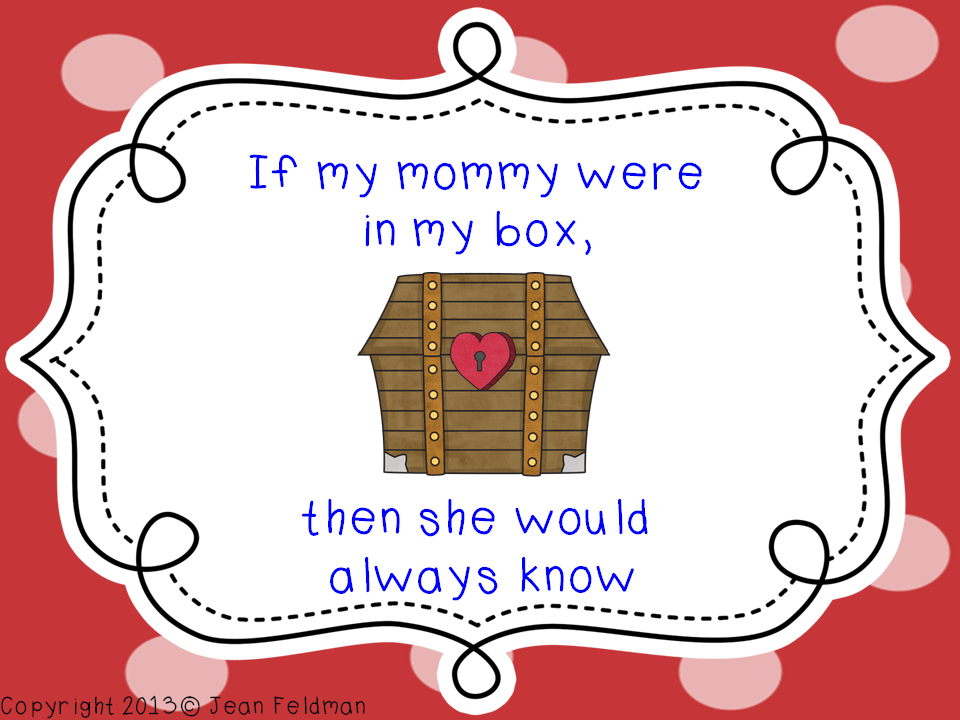 If my mommy were
in my box,
then she would
always know
Copyright 2013© Jean Feldman